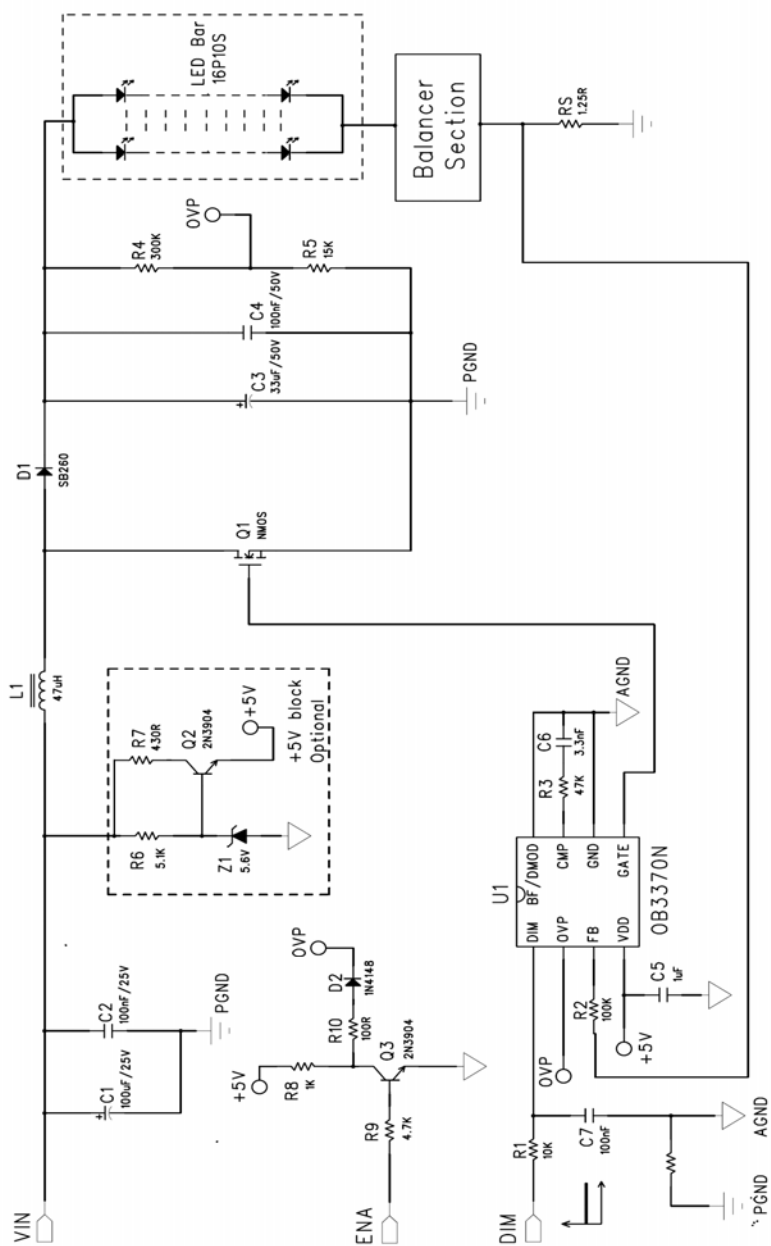 VIN
C1
100uF/25V
C2
100nF/25V
PGND
L1
47uH
R6
5.1K
R7
430R
Q2
2N3904
Z1
5.6V
+5V
+5V block
Optional
D1
SB260
Q1
NMOS
C3
33uF/50V
C4
100nF/50V
PGND
R4
300K
OVP
R5
15K
LED Bar
16P10S
Balancer
Section
RS
1.25R
ENA
R9
4.7K
+5V
R8
1K
R10
100R
D2
1N4148
OVP
Q3
2N3904
DIM
R1
10K
C7
100nF
PGND
AGND
OVP
+5V
R2
100K
C5
1uF
U1
DIM
BF/DMOD
OVP
CMP
FB
GND
VDD
GATE
OB3370N
R3
47K
C6
3.3nF
AGND